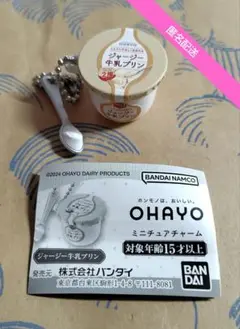 匿名配送
OHAYO
ジャージー
牛乳プリン
©2024 OHAYO DAIRY PRODUCTS
BANDAI NAMCO
ホンモノは、おいしい。
OHAYO
ミニチュアチャーム
対象年齢15才以上
ジャージー牛乳プリン
発売元 株式会社バンダイ
東京都台東区駒形1-4-8 〒111-8081
BAN
DAI